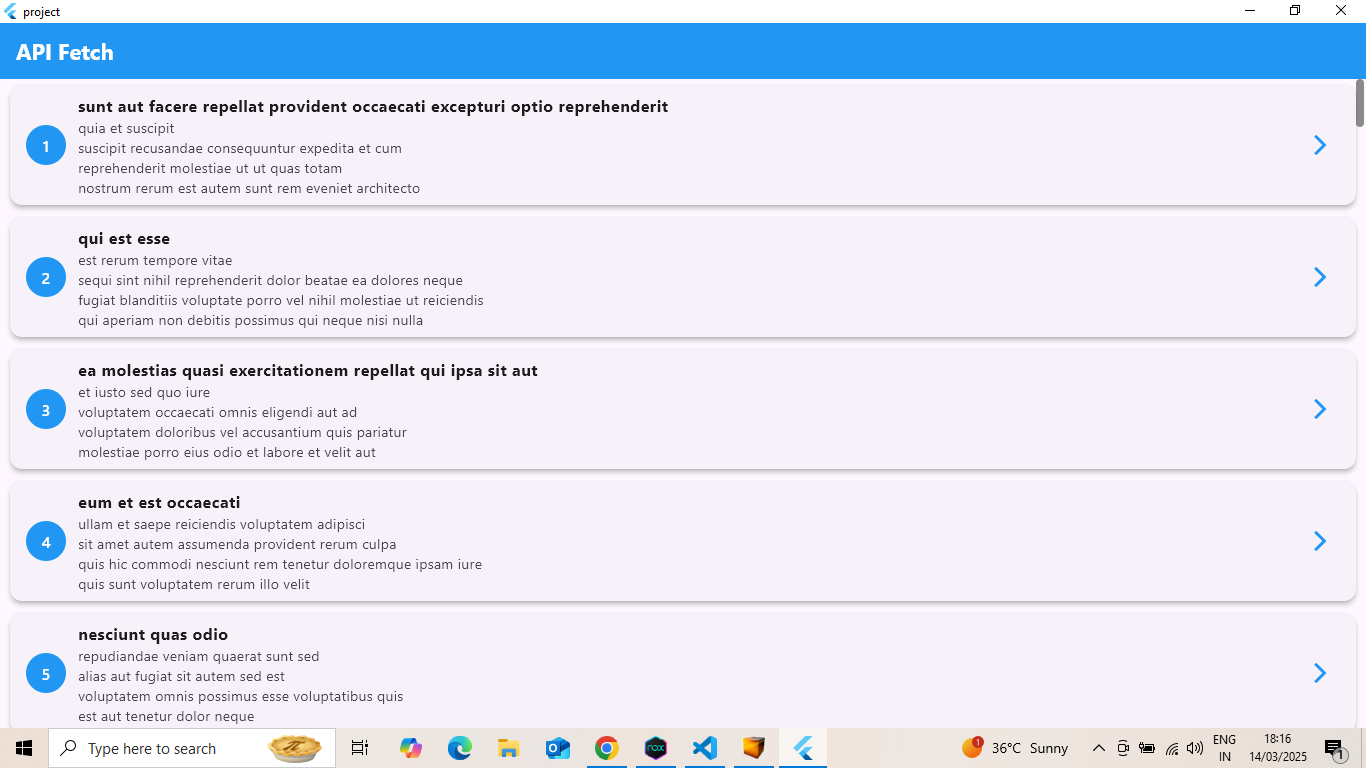 project
API Fetch
1
sunt aut facere repellat provident occaecati excepturi optio reprehenderit
quia et suscipit
suscipit recusandae consequuntur expedita et cum
reprehenderit molestiae ut ut quas totam
nostrum rerum est autem sunt rem eveniet architecto
2
qui est esse
est rerum tempore vitae
sequi sint nihil reprehenderit dolor beatae ea dolores neque
fugiat blanditiis voluptate porro vel nihil molestiae ut reiciendis
qui aperiam non debitis possimus qui neque nisi nulla
3
ea molestias quasi exercitationem repellat qui ipsa sit aut
et iusto sed quo iure
voluptatem occaecati omnis eligendi aut ad
voluptatem doloribus vel accusantium quis pariatur
molestiae porro eius odio et labore et velit aut
4
eum et est occaecati
ullam et saepe reiciendis voluptatem adipisci
sit amet autem assumenda provident rerum culpa
quis hic commodi nesciunt rem tenetur doloremque ipsam iure
quis sunt voluptatem rerum illo velit
5
nesciunt quas odio
repudiandae veniam quaerat sunt sed
alias aut fugiat sit autem sed est
voluptatem omnis possimus esse voluptatibus quis
est aut tenetur dolor neque
Type here to search
nox
1
36°C Sunny
ENG
IN
18:16
14/03/2025
1